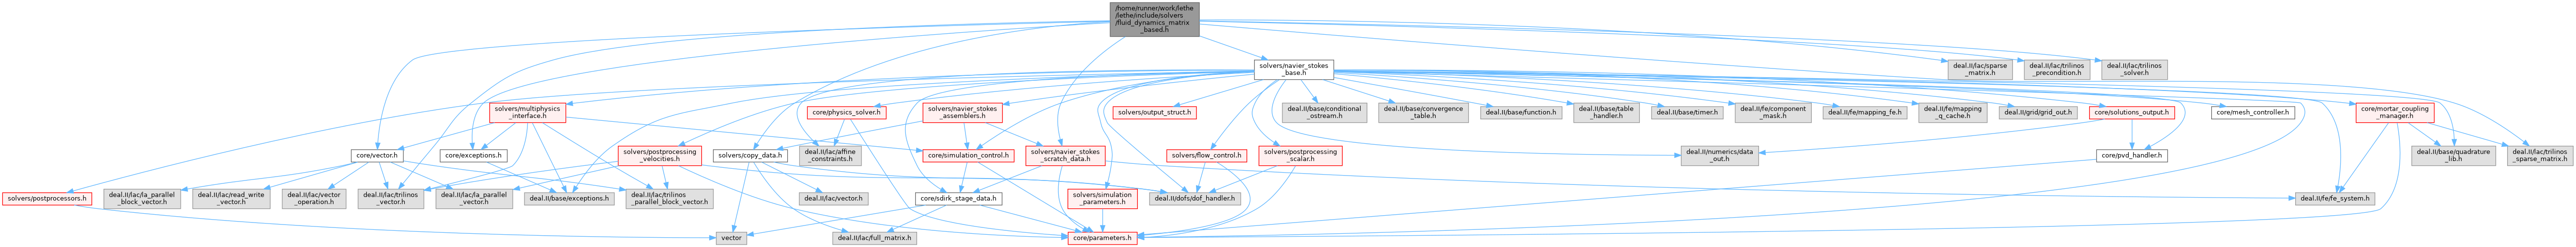 /home/runner/work/lethe
/lethe/include/solvers
/fluid_dynamics_matrix
_based.h
solvers/navier_stokes
_base.h
deal.II/lac/sparse
_matrix.h
deal.II/lac/trilinos
_precondition.h
deal.II/lac/trilinos
_solver.h
solvers/multiphysics
_interface.h
core/physics_solver.h
solvers/navier_stokes
_assemblers.h
solvers/output_struct.h
deal.II/base/conditional
_ostream.h
deal.II/base/convergence
_table.h
deal.II/base/function.h
deal.II/base/table
_handler.h
deal.II/base/timer.h
deal.II/fe/component
_mask.h
deal.II/fe/mapping_fe.h
deal.II/fe/mapping
_q_cache.h
deal.II/grid/grid_out.h
core/solutions_output.h
core/mesh_controller.h
core/mortar_coupling
_manager.h
core/vector.h
core/exceptions.h
solvers/postprocessing
_velocities.h
solvers/copy_data.h
deal.II/lac/affine
_constraints.h
core/simulation_control.h
solvers/navier_stokes
_scratch_data.h
solvers/flow_control.h
solvers/postprocessing
_scalar.h
deal.II/numerics/data
_out.h
core/pvd_handler.h
deal.II/base/quadrature
_lib.h
deal.II/lac/trilinos
_sparse_matrix.h
solvers/postprocessors.h
deal.II/lac/la_parallel
_block_vector.h
deal.II/lac/read_write
_vector.h
deal.II/lac/vector
_operation.h
deal.II/lac/trilinos
_vector.h
deal.II/lac/la_parallel
_vector.h
deal.II/base/exceptions.h
deal.II/lac/trilinos
_parallel_block_vector.h
deal.II/lac/vector.h
core/sdirk_stage_data.h
solvers/simulation
_parameters.h
deal.II/dofs/dof_handler.h
deal.II/fe/fe_system.h
vector
deal.II/lac/full_matrix.h
core/parameters.h